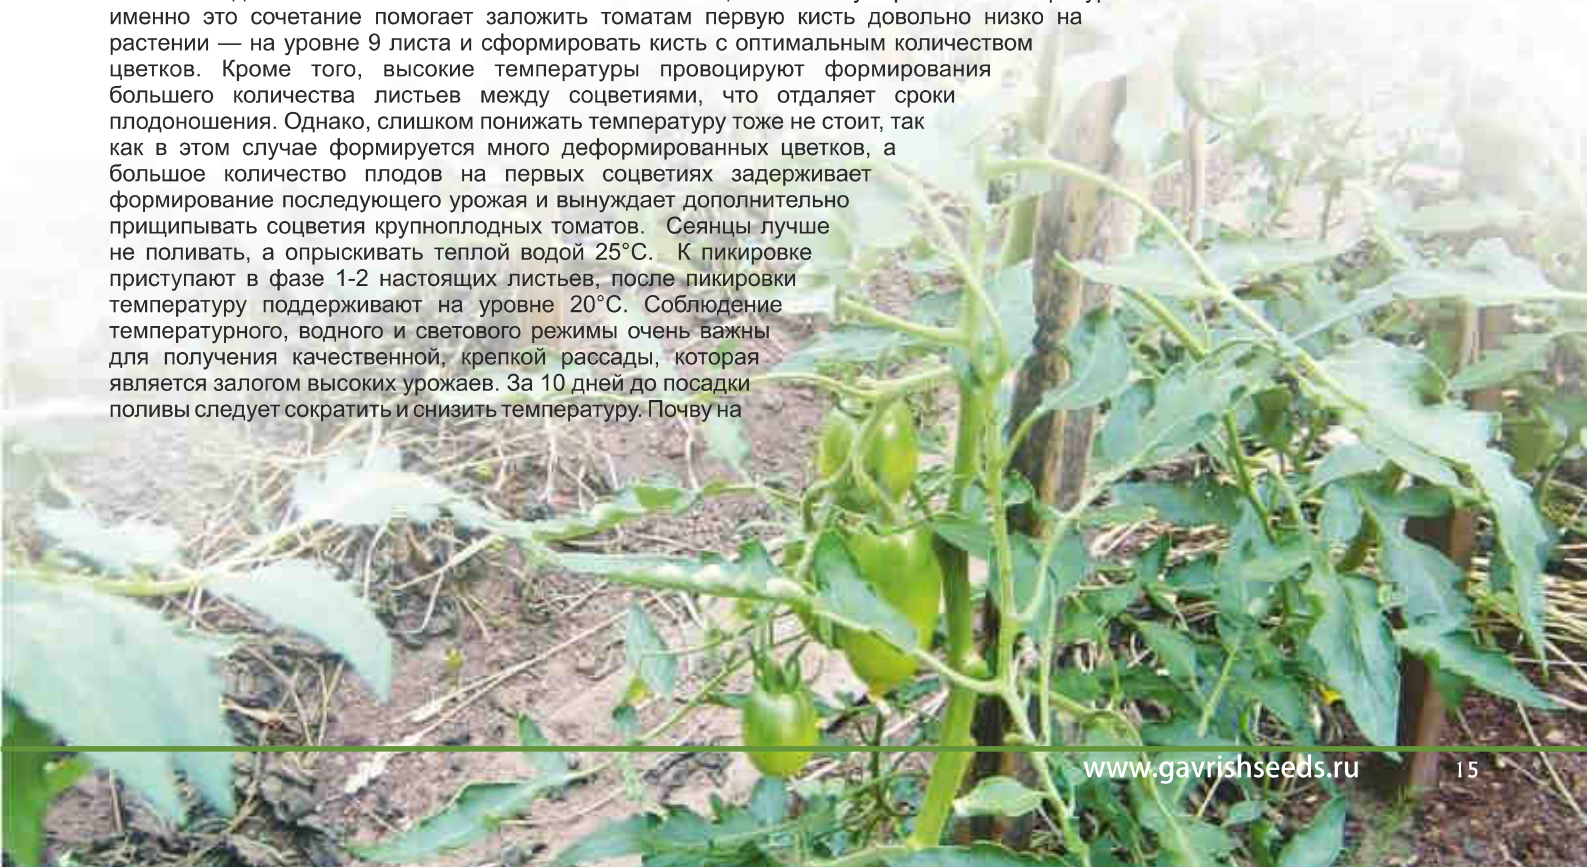 именно это сочетание помогает заложить томатам первую кисть довольно низко на
растении — на уровне 9 листа и сформировать кисть с оптимальным количеством
цветков. Кроме того, высокие температуры провоцируют формирования
большего количества листьев между соцветиями, что отдаляет сроки
плодоношения. Однако, слишком понижать температуру тоже не стоит, так
как в этом случае формируется много деформированных цветков, а
большое количество плодов на первых соцветиях задерживает
формирование последующего урожая и вынуждает дополнительно
прищипывать соцветия крупноплодных томатов. Сеянцы лучше
не поливать, а опрыскивать теплой водой 25°С. К пикировке
приступают в фазе 1-2 настоящих листьев, после пикировки
температуру поддерживают на уровне 20°С. Соблюдение
температурного, водного и светового режимы очень важны
для получения качественной, крепкой рассады, которая
является залогом высоких урожаев. За 10 дней до посадки
поливы следует сократить и снизить температуру. Почву на
www.gavrishseeds.ru 15